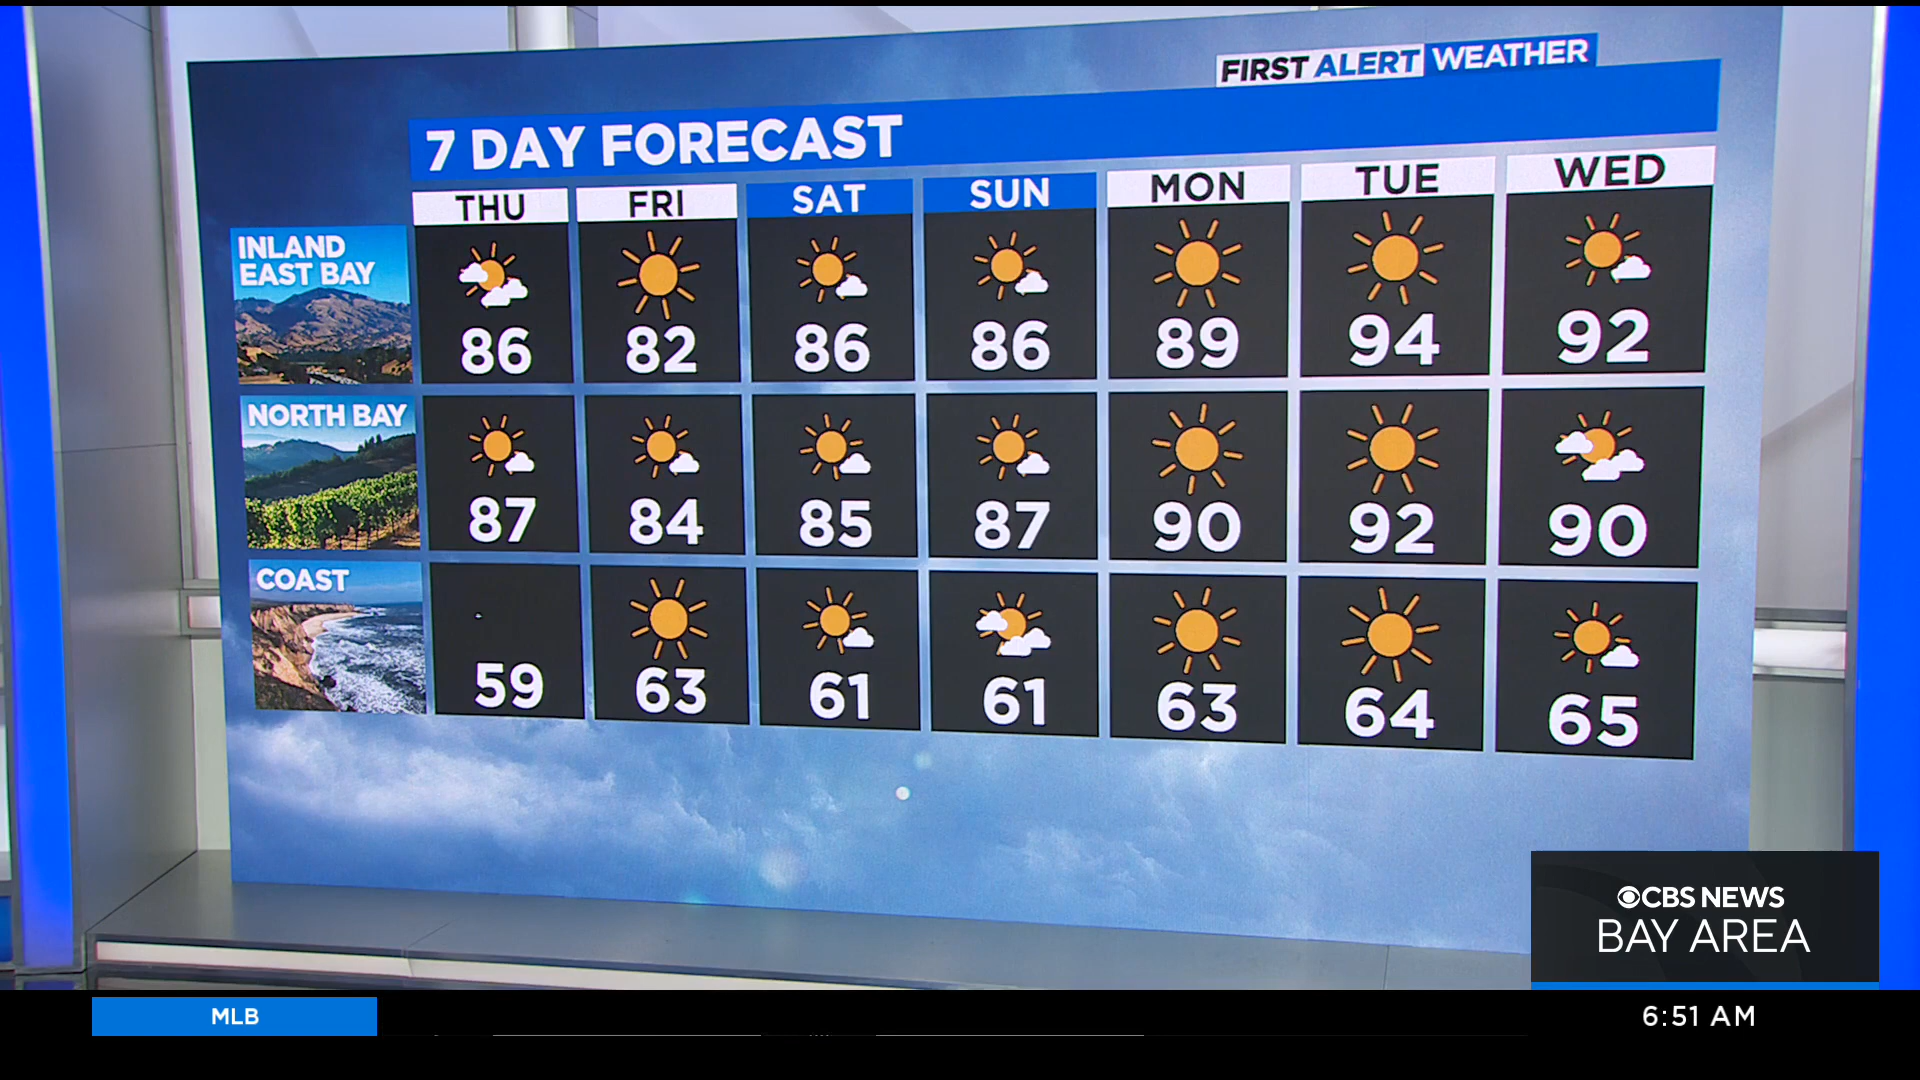 FIRST ALERT WEATHER
7 DAY FORECAST
THU FRI SAT SUN MON TUE WED
INLAND
EAST BAY
86 82 86 86 89 94 92
NORTH BAY
87 84 85 87 90 92 90
COAST
59 63 61 61 63 64 65
CBS NEWS
BAY AREA
MLB
6:51 AM